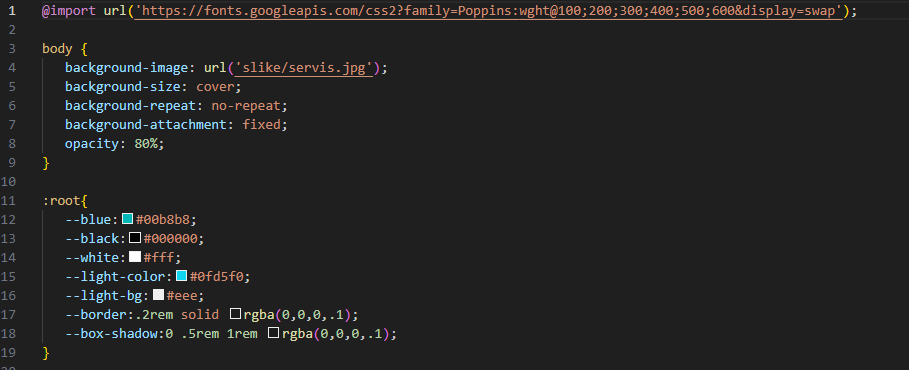 1 @import url('https://fonts.googleapis.com/css2?family=Poppins:wght@100;200;300;400;500;600&display=swap');
2
3 body {
4 background-image: url('slike/servis.jpg');
5 background-size: cover;
6 background-repeat: no-repeat;
7 background-attachment: fixed;
8 opacity: 80%;
9 }
10
11 :root{
12 --blue:#00b8b8;
13 --black:#000000;
14 --white:#fff;
15 --light-color:#0fd5f0;
16 --light-bg:#eee;
17 --border:.2rem solid rgba(0,0,0,.1);
18 --box-shadow:0 .5rem 1rem rgba(0,0,0,.1);
19 }